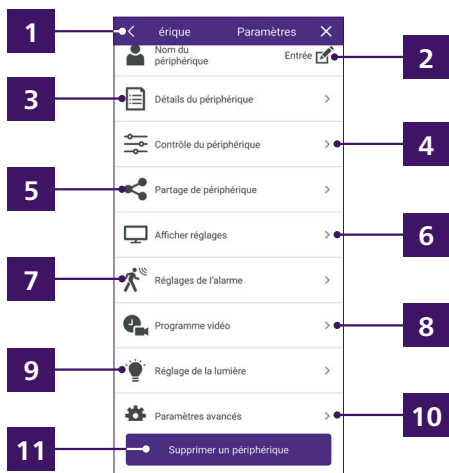 1
érique Paramètres
Nom du
périphérique
Entrée
2
3
Détails du périphérique
Contrôle du périphérique
4
5
Partage de périphérique
Afficher réglages
6
7
Réglages de l'alarme
Programme vidéo
8
9
Réglage de la lumière
Paramètres avancés
10
11
Supprimer un périphérique